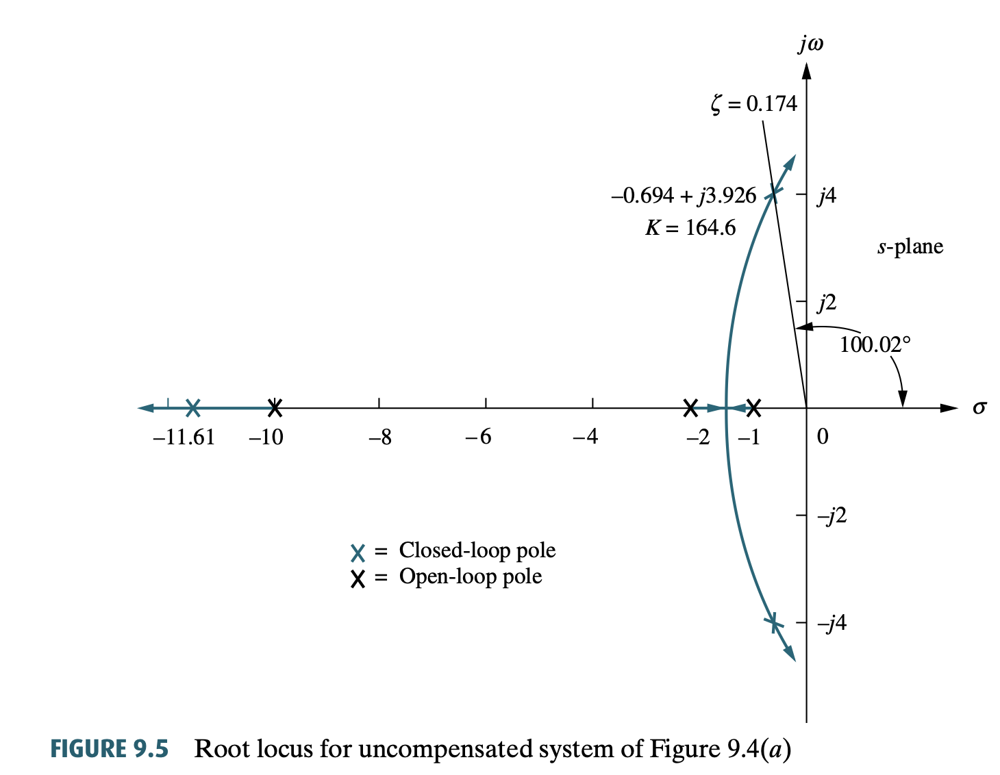 jω
ζ = 0.174
–0.694 + j3.926
j4
K = 164.6
s-plane
j2
100.02°
σ
–11.61
–10
–8
–6
–4
–2
–1
0
–j2
X = Closed-loop pole
X = Open-loop pole
–j4
FIGURE 9.5 Root locus for uncompensated system of Figure 9.4(a)